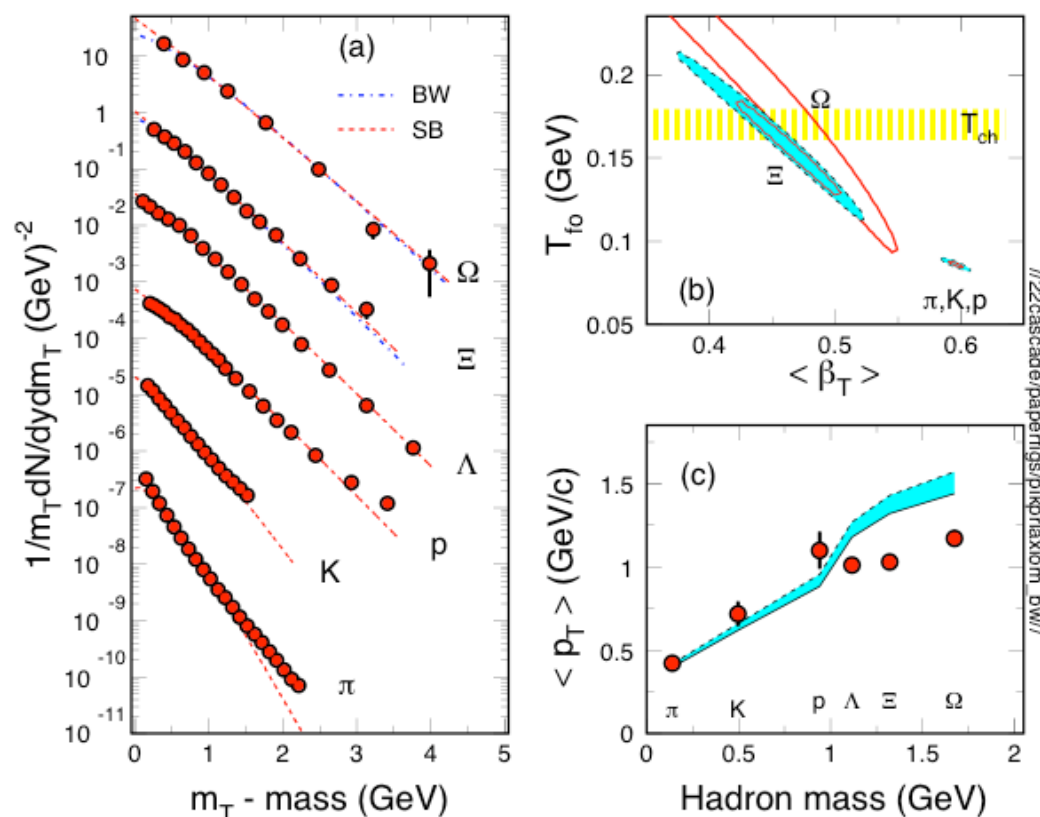 (a)
BW
SB
10
1
10 -1
10 -2
10 -3
10 -4
10 -5
10 -6
10 -7
10 -8
10 -9
10 -10
10 -11
Ω
Ξ
Λ
p
K
π
0 1 2 3 4 5
m_T - mass (GeV)
1/m_T dN/dydm_T (GeV)^-2
0.2
0.15
0.1
0.05
T_fo (GeV)
Ω
T_ch
Ξ
(b)
π,K,p
0.4 0.5 0.6
< β_T >
(c)
1.5
1
0.5
0
< p_T > (GeV/c)
π K p Λ Ξ Ω
0 0.5 1 1.5 2
Hadron mass (GeV)